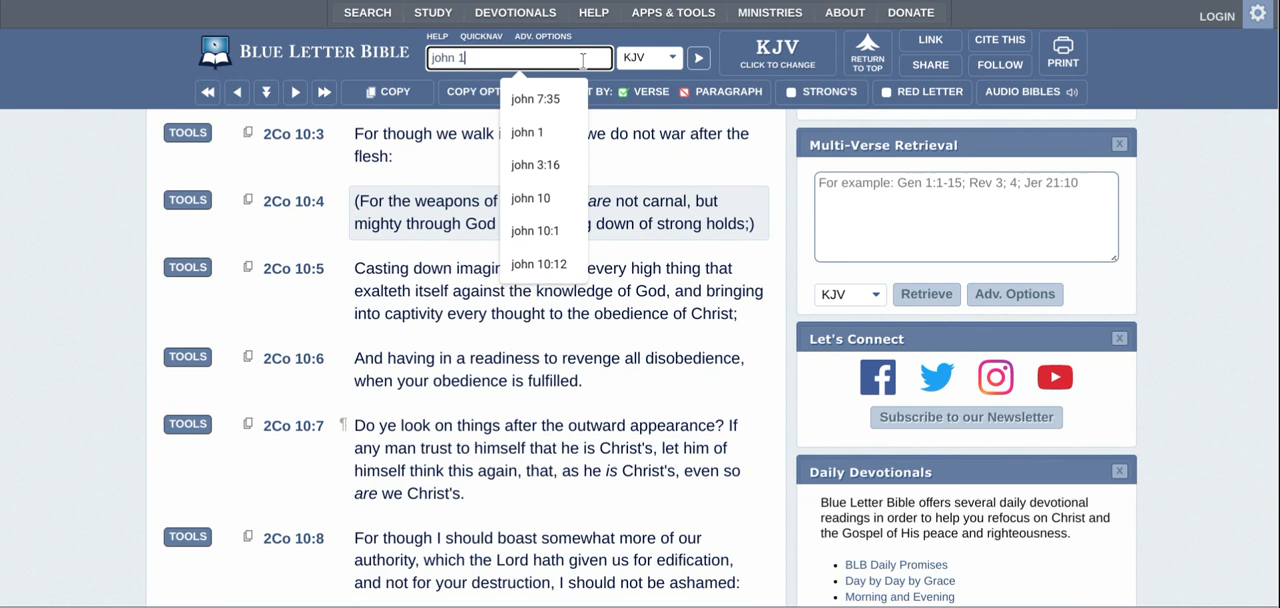 SEARCH STUDY DEVOTIONALS HELP APPS & TOOLS MINISTRIES ABOUT DONATE LOGIN
HELP QUICKNAV ADV. OPTIONS
BLUE LETTER BIBLE
john 1
KJV
KJV
CLICK TO CHANGE
RETURN
TO TOP
LINK
SHARE
CITE THIS
FOLLOW
PRINT
COPY COPY OPT T BY: VERSE PARAGRAPH STRONG'S RED LETTER AUDIO BIBLES
john 7:35
john 1
john 3:16
john 10
john 10:1
john 10:12
TOOLS 2Co 10:3 For though we walk i we do not war after the
flesh:
TOOLS 2Co 10:4 (For the weapons of are not carnal, but
mighty through God g down of strong holds;)
TOOLS 2Co 10:5 Casting down imagin every high thing that
exalteth itself against the knowledge of God, and bringing
into captivity every thought to the obedience of Christ;
TOOLS 2Co 10:6 And having in a readiness to revenge all disobedience,
when your obedience is fulfilled.
TOOLS 2Co 10:7 ¶ Do ye look on things after the outward appearance? If
any man trust to himself that he is Christ's, let him of
himself think this again, that, as he is Christ's, even so
are we Christ's.
TOOLS 2Co 10:8 For though I should boast somewhat more of our
authority, which the Lord hath given us for edification,
and not for your destruction, I should not be ashamed:
Multi-Verse Retrieval X
For example: Gen 1:1-15; Rev 3; 4; Jer 21:10
KJV Retrieve Adv. Options
Let's Connect X
Subscribe to our Newsletter
Daily Devotionals X
Blue Letter Bible offers several daily devotional
readings in order to help you refocus on Christ and
the Gospel of His peace and righteousness.
• BLB Daily Promises
• Day by Day by Grace
• Morning and Evening